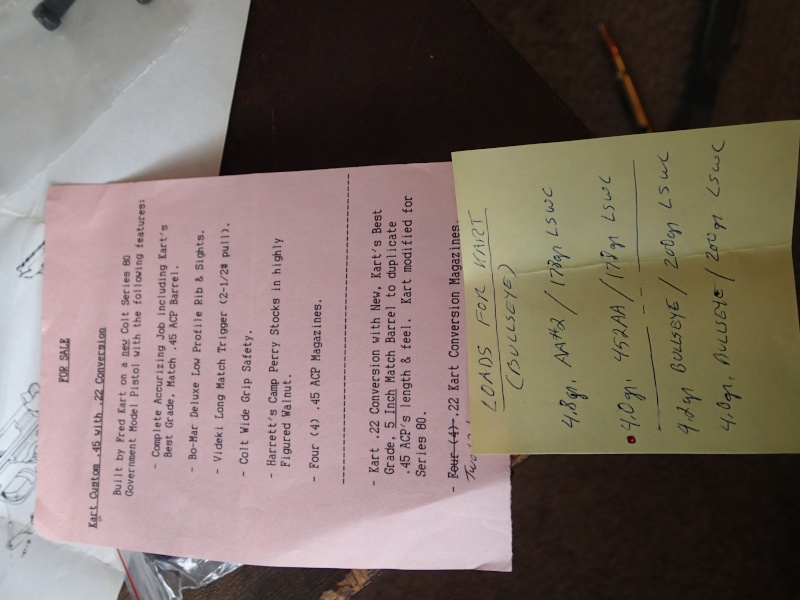 FOR SALE
Kart Custom .45 with .22 Conversion
Built by Fred Kart on a new Colt Series 80
Government Model Pistol with the following features:
- Complete Accurizing Job including Kart's
Best Grade, Match .45 ACP Barrel.
- Bo-Mar Deluxe Low Profile Rib & Sights.
- Videki Long Match Trigger (2-1/2# pull).
- Colt Wide Grip Safety.
- Harrett's Camp Perry Stocks in highly
Figured Walnut.
- Four (4) .45 ACP Magazines.
- Kart .22 Conversion with New, Kart's Best
Grade, 5 Inch Match Barrel to duplicate
.45 ACP's length & feel. Kart modified for
Series 80.
- Four (4) .22 Kart Conversion Magazines.
LOADS FOR KART
(BULLSEYE)
4.8gr. AA#2 / 178gr LSWC
4.0gr. 452AA / 178gr LSWC
4.2gr BULLSEYE / 200gr LSWC
4.0gr. BULLSEYE / 200gr LSWC